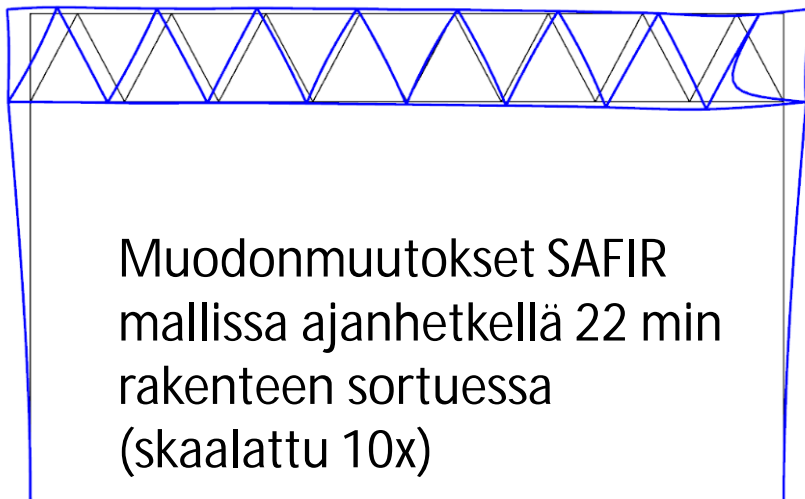 Muodonmuutokset SAFIR
mallissa ajanhetkellä 22 min
rakenteen sortuessa
(skaalattu 10x)